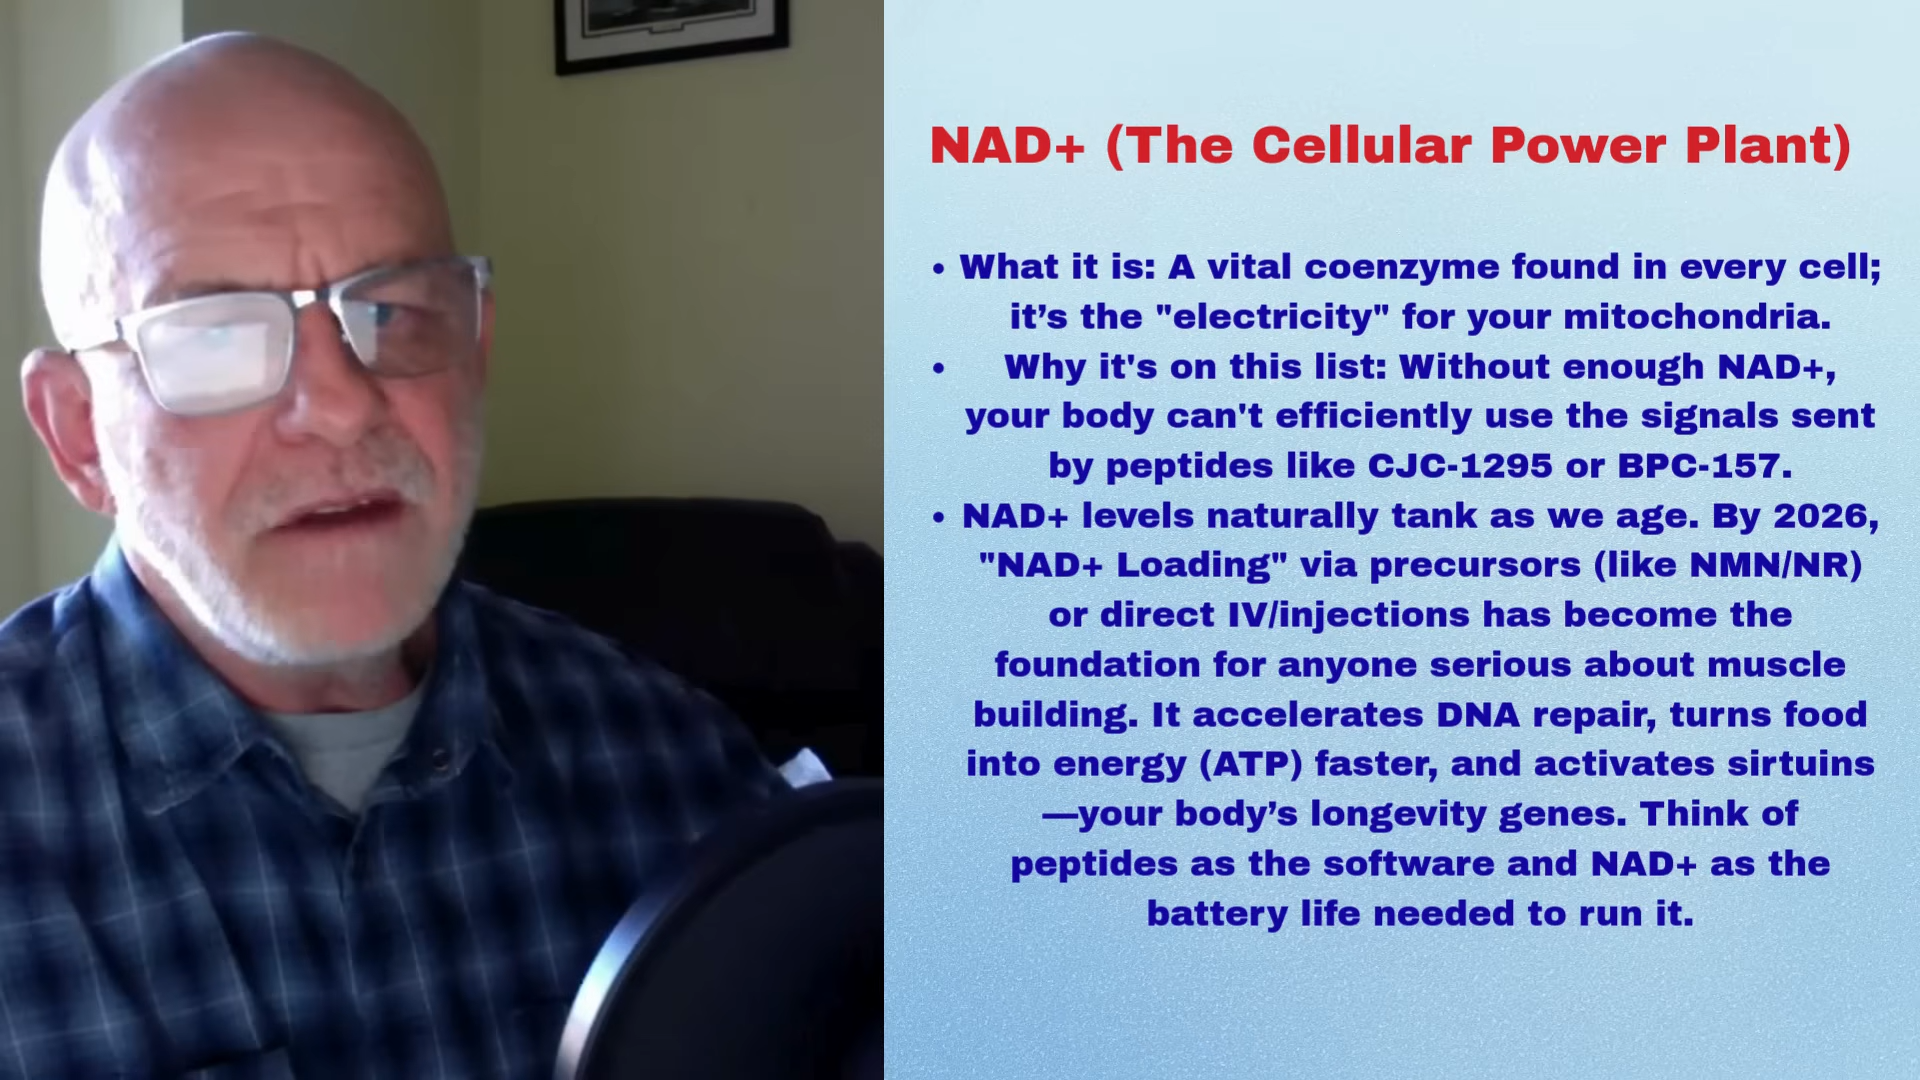 NAD+ (The Cellular Power Plant)
• What it is: A vital coenzyme found in every cell;
it’s the "electricity" for your mitochondria.
• Why it's on this list: Without enough NAD+,
your body can't efficiently use the signals sent
by peptides like CJC-1295 or BPC-157.
• NAD+ levels naturally tank as we age. By 2026,
"NAD+ Loading" via precursors (like NMN/NR)
or direct IV/injections has become the
foundation for anyone serious about muscle
building. It accelerates DNA repair, turns food
into energy (ATP) faster, and activates sirtuins
—your body’s longevity genes. Think of
peptides as the software and NAD+ as the
battery life needed to run it.